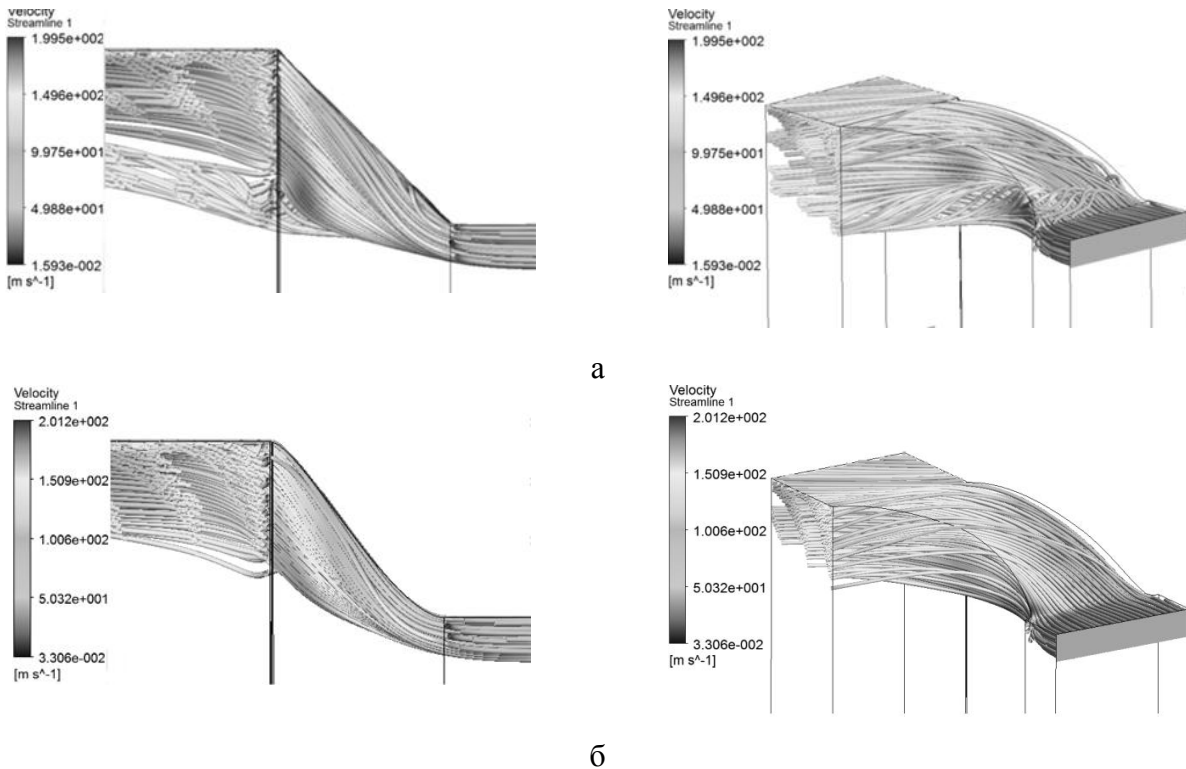 Velocity
Streamline 1
1.995e+002
1.496e+002
9.975e+001
4.988e+001
1.593e-002
[m s^-1]
Velocity
Streamline 1
1.995e+002
1.496e+002
9.975e+001
4.988e+001
1.593e-002
[m s^-1]
а
Velocity
Streamline 1
2.012e+002
1.509e+002
1.006e+002
5.032e+001
3.306e-002
[m s^-1]
Velocity
Streamline 1
2.012e+002
1.509e+002
1.006e+002
5.032e+001
3.306e-002
[m s^-1]
б